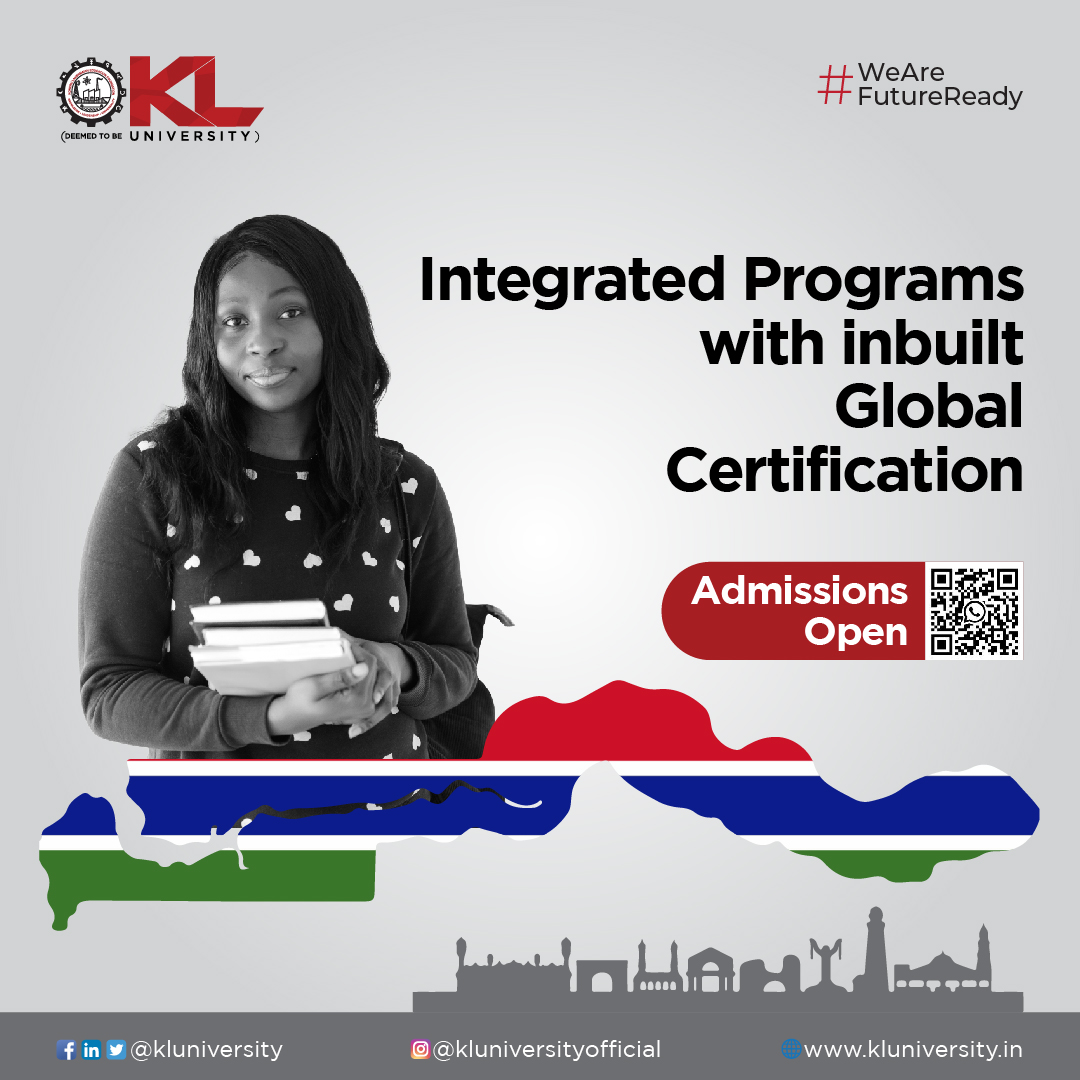 KL
(DEEMED TO BE UNIVERSITY)
#WeAre
FutureReady
Integrated Programs
with inbuilt
Global
Certification
Admissions
Open
@kluniversity
@kluniversityofficial
www.kluniversity.in